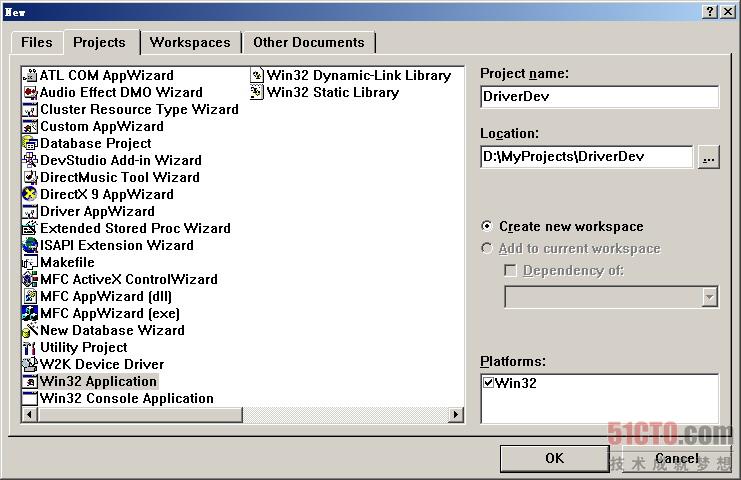 New
Files
Projects
Workspaces
Other Documents
ATL COM AppWizard
Audio Effect DMO Wizard
Cluster Resource Type Wizard
Custom AppWizard
Database Project
DevStudio Add-in Wizard
DirectMusic Tool Wizard
DirectX 9 AppWizard
Driver AppWizard
Extended Stored Proc Wizard
ISAPI Extension Wizard
Makefile
MFC ActiveX ControlWizard
MFC AppWizard (dll)
MFC AppWizard (exe)
New Database Wizard
Utility Project
W2K Device Driver
Win32 Application
Win32 Console Application
Win32 Dynamic-Link Library
Win32 Static Library
Project name:
DriverDev
Location:
D:\MyProjects\DriverDev
...
Create new workspace
Add to current workspace
Dependency of:
Platforms:
Win32
OK
Cancel
51CTO.com
技术成就梦想